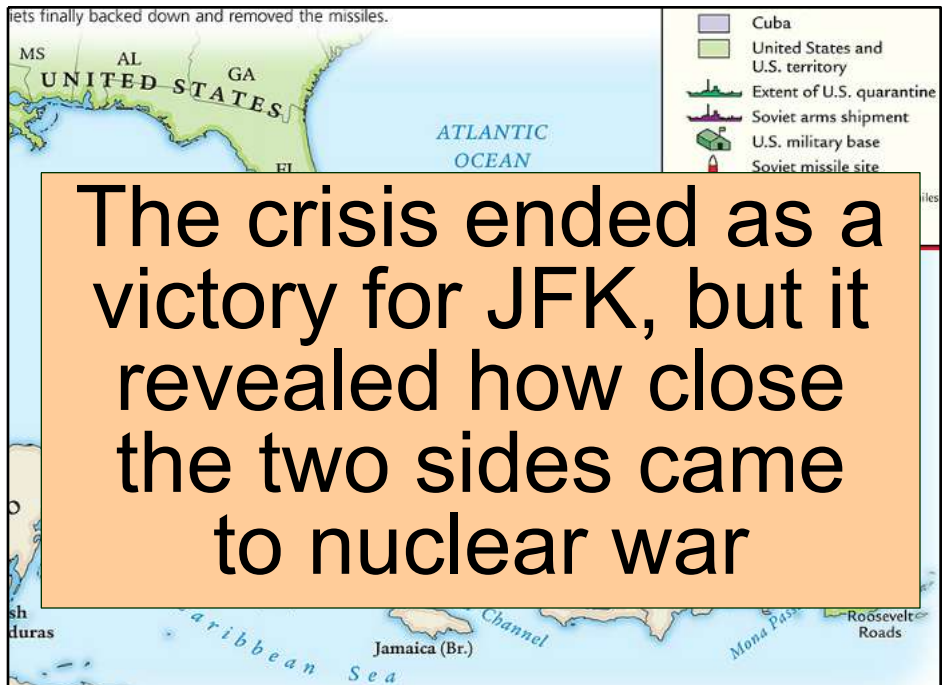 iets finally backed down and removed the missiles.
Cuba
United States and
U.S. territory
Extent of U.S. quarantine
Soviet arms shipment
U.S. military base
Soviet missile site
MS AL GA
UNITED STATES
ATLANTIC
OCEAN
FL
The crisis ended as a
victory for JFK, but it
revealed how close
the two sides came
to nuclear war
Caribbean Sea
Jamaica (Br.)
Channel
Mona Pass
Roosevelt
Roads